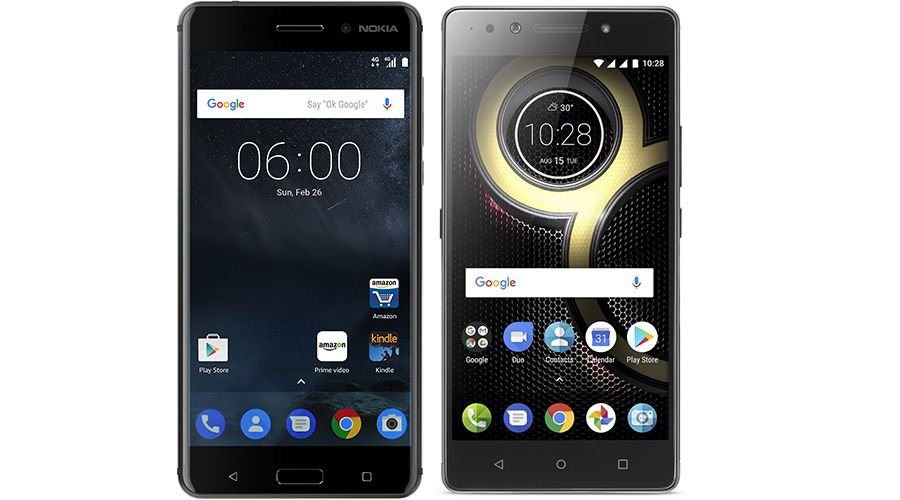 NOKIA
4G 4G
Google Say "Ok Google"
06:00
Sun, Feb 26
amazon
Amazon
amazon
kindle
Play Store
Prime video
Kindle
10:28
30°
10:28
AUG 15 TUE
Google
31
Google
Duo
Contacts
Calendar
Play Store